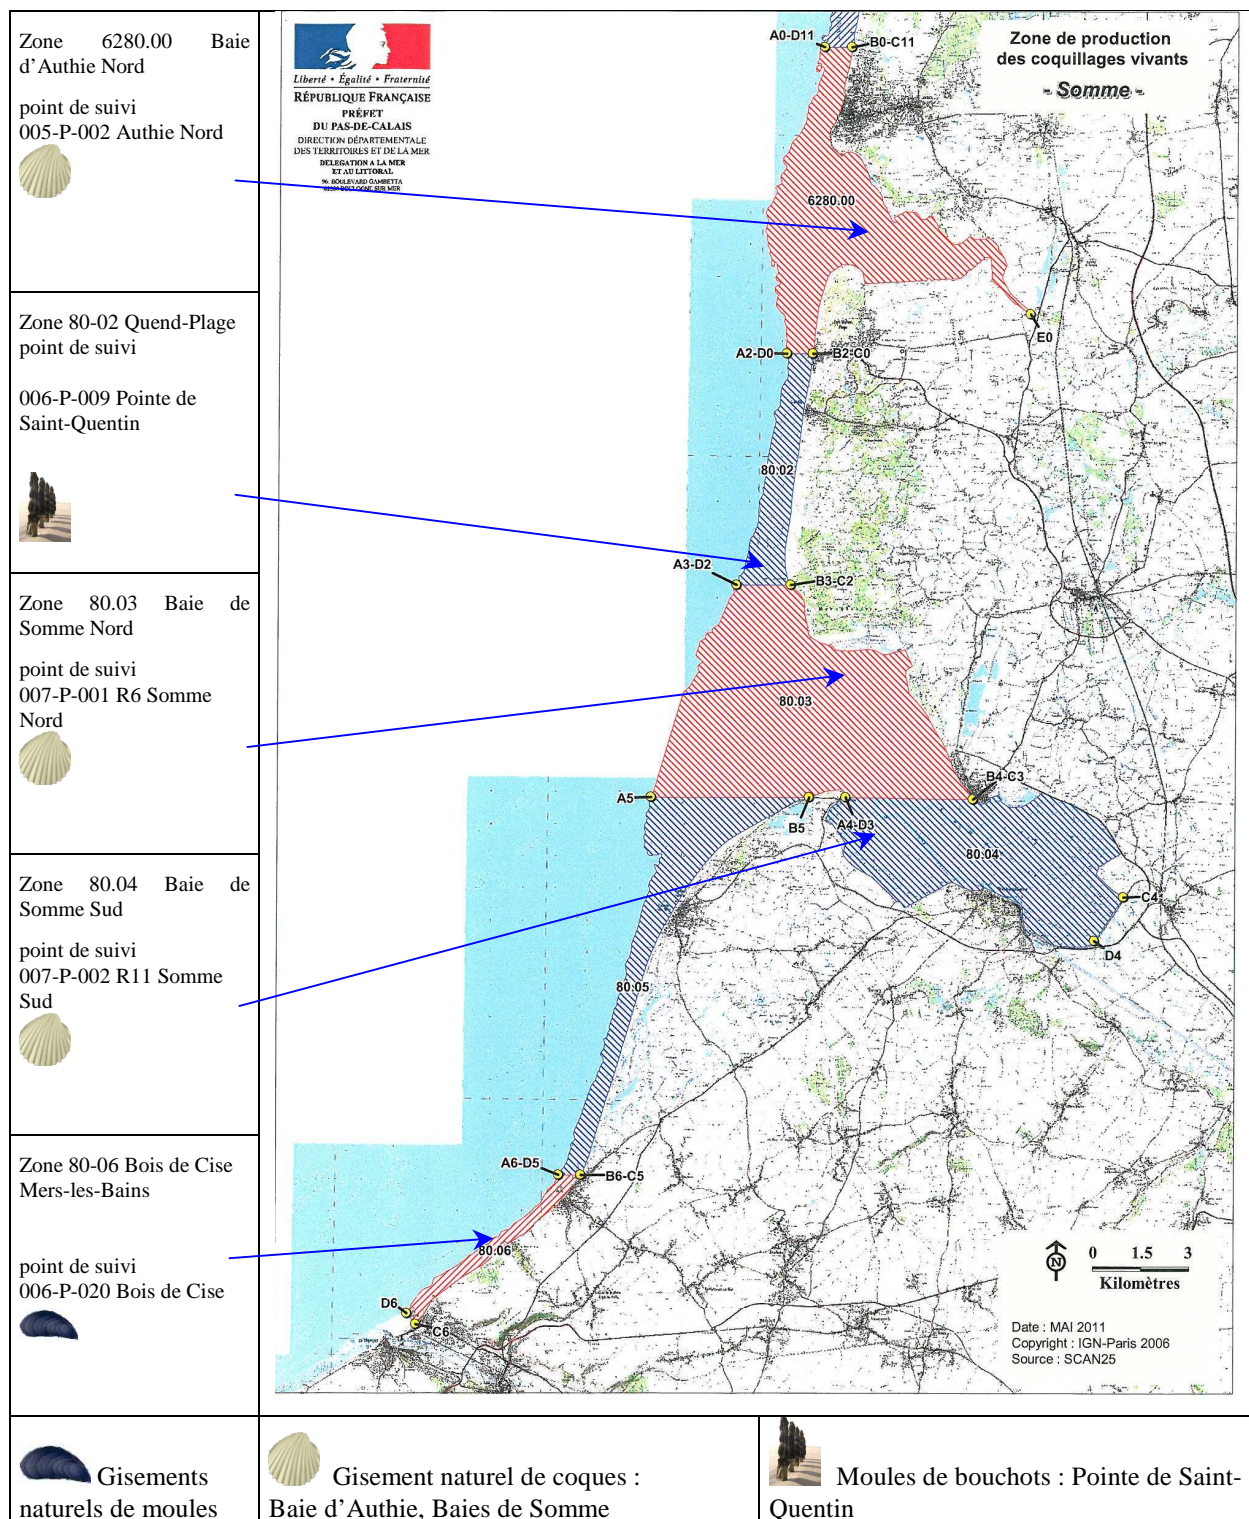 Zone 6280.00 Baie
d'Authie Nord
point de suivi
005-P-002 Authie Nord
Zone 80-02 Quend-Plage
point de suivi
006-P-009 Pointe de
Saint-Quentin
Zone 80.03 Baie de
Somme Nord
point de suivi
007-P-001 R6 Somme
Nord
Zone 80.04 Baie de
Somme Sud
point de suivi
007-P-002 R11 Somme
Sud
Zone 80-06 Bois de Cise
Mers-les-Bains
point de suivi
006-P-020 Bois de Cise
Liberté • Égalité • Fraternité
RÉPUBLIQUE FRANÇAISE
PRÉFET
DU PAS-DE-CALAIS
DIRECTION DÉPARTEMENTALE
DES TERRITOIRES ET DE LA MER
DELEGATION A LA MER
ET AU LITTORAL
96, BOULEVARD GAMBETTA
62200 BOULOGNE SUR MER
Zone de production
des coquillages vivants
- Somme -
A0-D11
B0-C11
6280.00
E0
A2-D0
B2-C0
80.02
A3-D2
B3-C2
80.03
B4-C3
A5
B5
A4-D3
80.04
C4
D4
80.05
A6-D5
B6-C5
80.06
D6
C6
N
0 1.5 3
Kilomètres
Date : MAI 2011
Copyright : IGN-Paris 2006
Source : SCAN25
Gisements
naturels de moules
Gisement naturel de coques :
Baie d'Authie, Baies de Somme
Moules de bouchots : Pointe de Saint-
Quentin